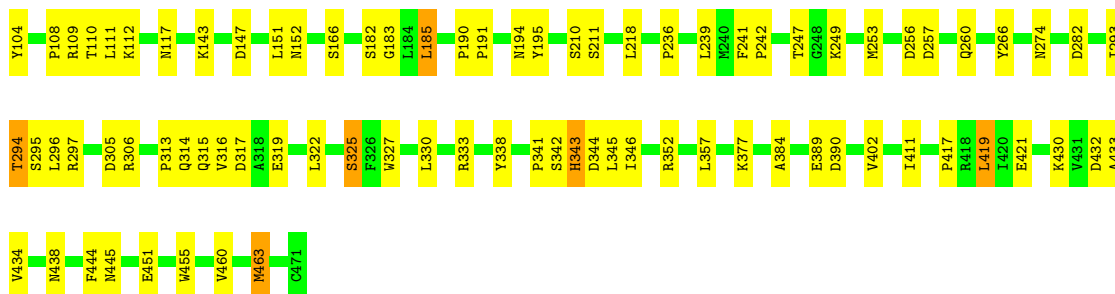 Y104 P108 R109 T110 L111 K112 N117 K143 D147 L151 N152 S166 S182 G183 L184 L185 P190 P191 N194 Y195 S210 S211 L218 P236 L239 M240 F241 P242 T247 G248 K249 M253 D256 D257 Q260 Y266 N274 D282
T294 S295 L296 R297 D305 R306 P313 Q314 Q315 V316 D317 A318 E319 L322 S325 F326 W327 L330 R333 Y338 P341 S342 H343 D344 L345 I346 R352 L357 K377 A384 E389 D390 V402 I411 P417 R418 L419 I420 E421 K430 V431 D432
V434 N438 F444 N445 E451 W455 V460 M463 C471